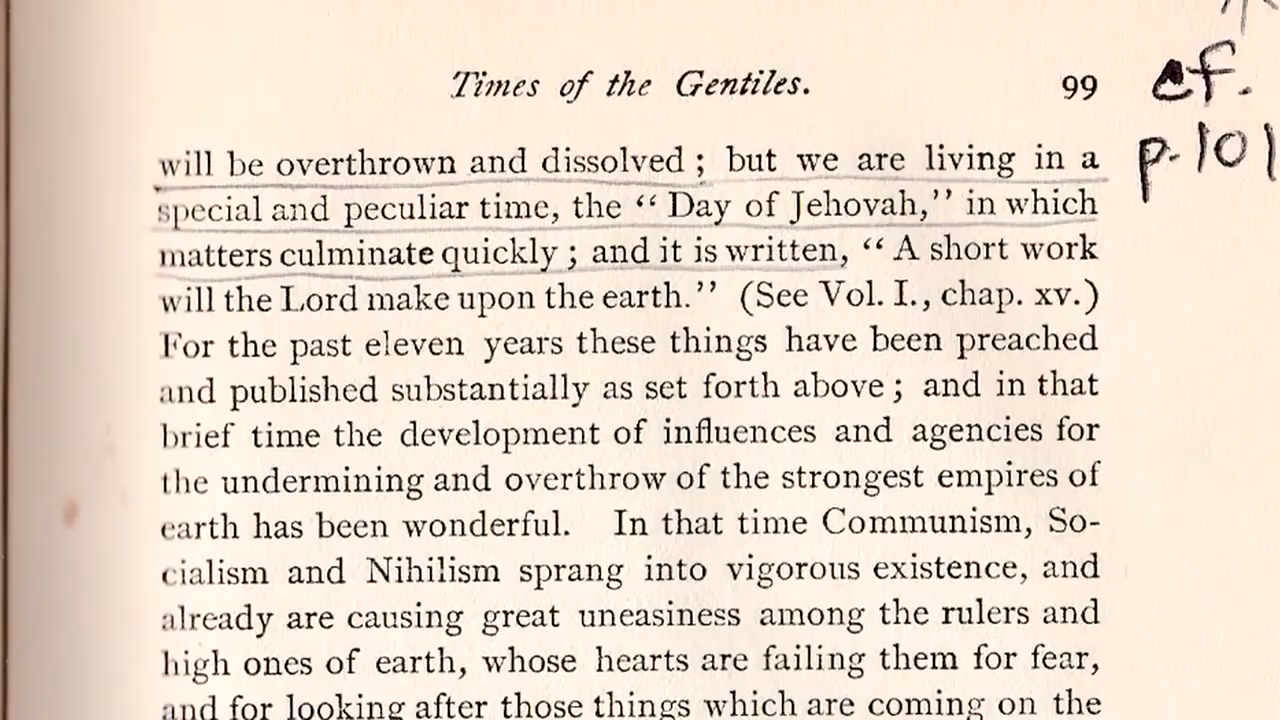 Times of the Gentiles. 99
cf.
p. 101
will be overthrown and dissolved ; but we are living in a
special and peculiar time, the “ Day of Jehovah,” in which
matters culminate quickly ; and it is written, “ A short work
will the Lord make upon the earth.” (See Vol. I., chap. xv.)
For the past eleven years these things have been preached
and published substantially as set forth above ; and in that
brief time the development of influences and agencies for
the undermining and overthrow of the strongest empires of
earth has been wonderful. In that time Communism, So-
cialism and Nihilism sprang into vigorous existence, and
already are causing great uneasiness among the rulers and
high ones of earth, whose hearts are failing them for fear,
and for looking after those things which are coming on the